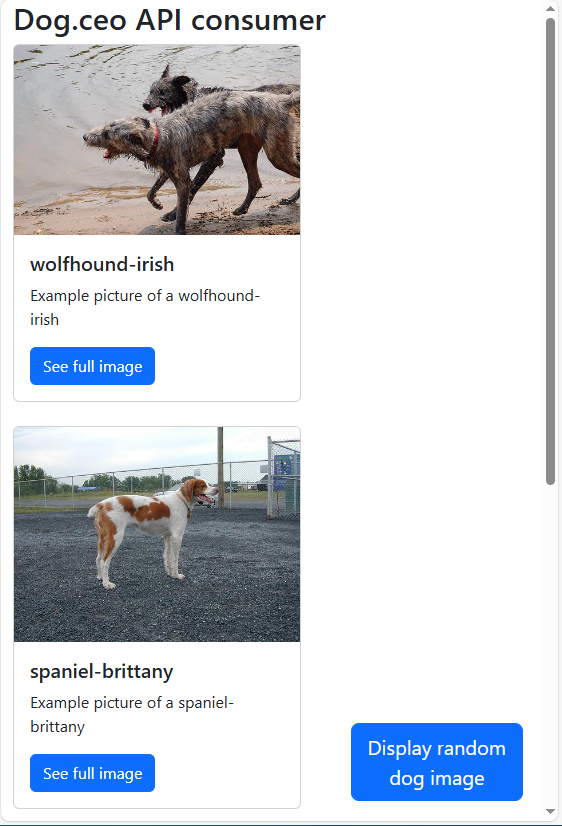 Dog.ceo API consumer
wolfhound-irish
Example picture of a wolfhound-
irish
See full image
spaniel-brittany
Example picture of a spaniel-
brittany
See full image
Display random
dog image